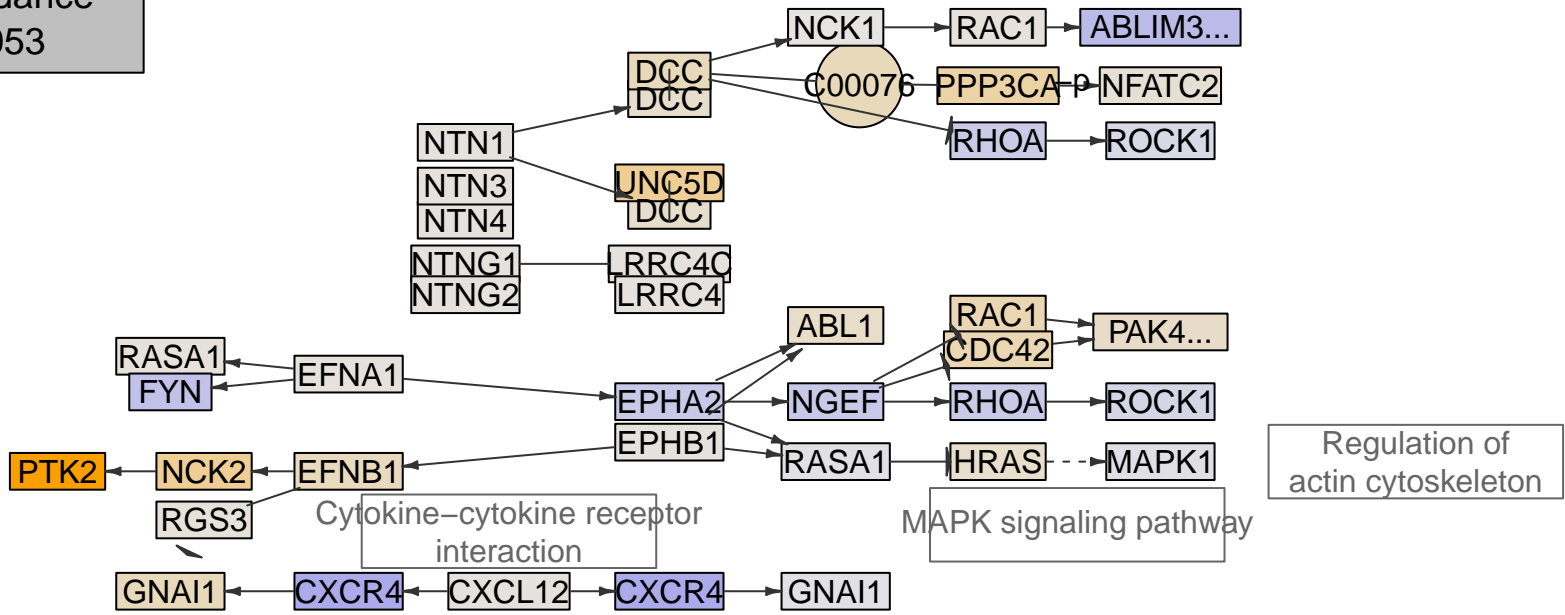 953
NCK1
RAC1
ABLIM3...
DCC
DCC
C00076
PPP3CA
+p
NFATC2
NTN1
RHOA
ROCK1
NTN3
UNC5D
NTN4
DCC
NTNG1
LRRC4C
NTNG2
LRRC4
RAC1
ABL1
PAK4...
CDC42
RASA1
EFNA1
FYN
EPHA2
NGEF
RHOA
ROCK1
EPHB1
Regulation of
actin cytoskeleton
PTK2
NCK2
EFNB1
RASA1
HRAS
MAPK1
RGS3
Cytokine−cytokine receptor
interaction
MAPK signaling pathway
GNAI1
CXCR4
CXCL12
CXCR4
GNAI1